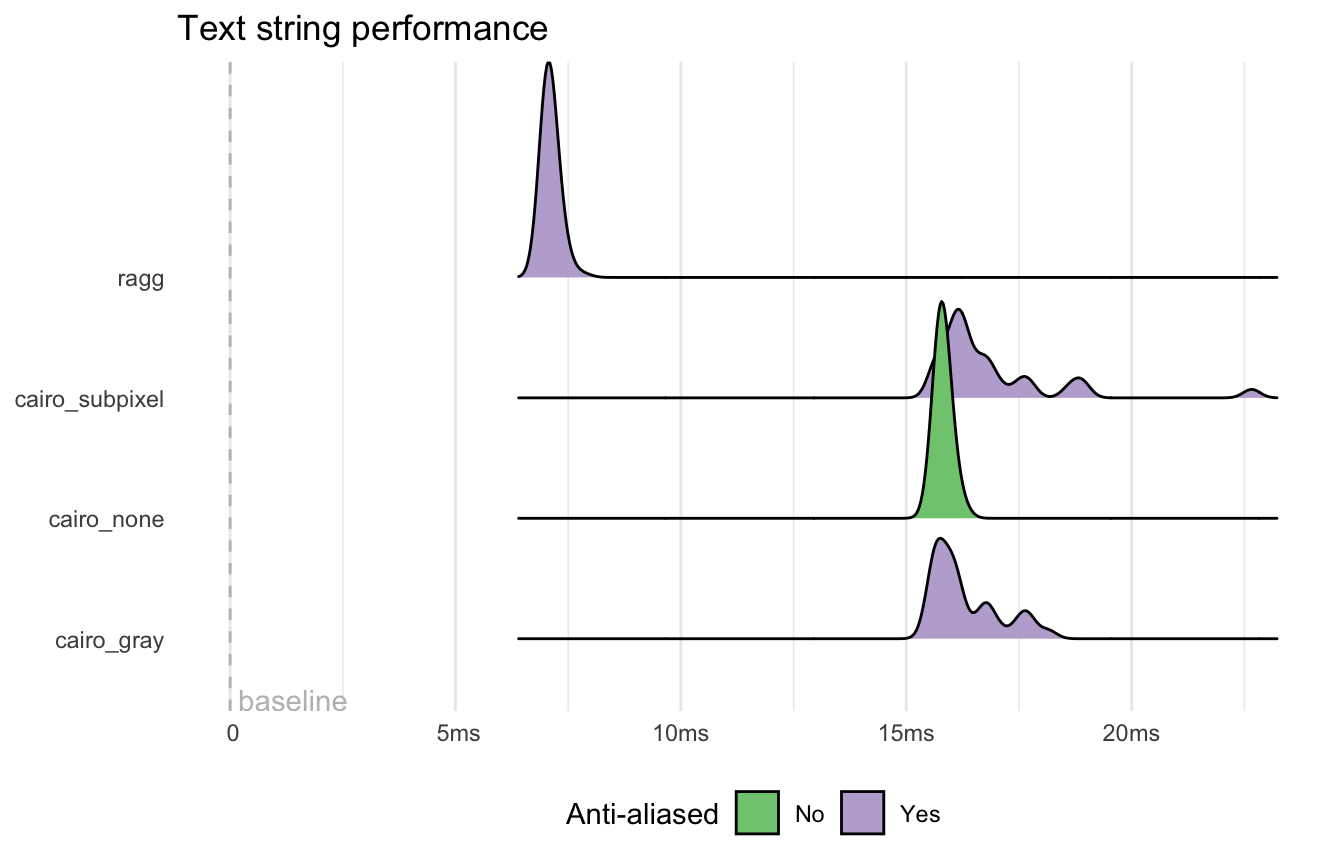 Text string performance
ragg
cairo_subpixel
cairo_none
cairo_gray
baseline
0 5ms 10ms 15ms 20ms
Anti-aliased No Yes